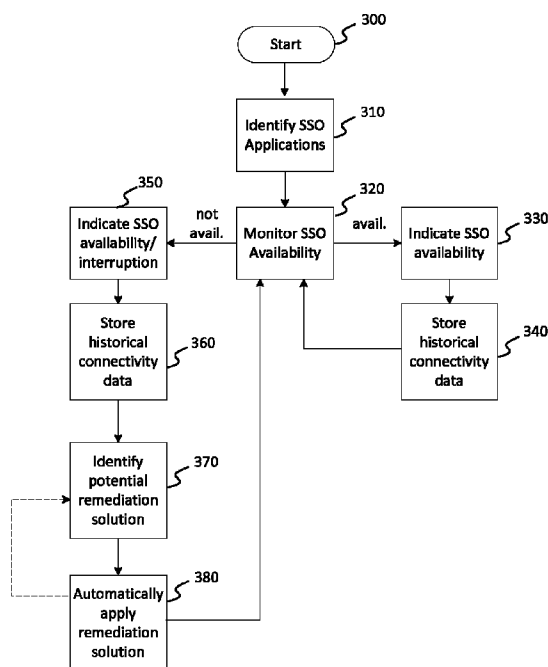 300
Start
310
Identify SSO
Applications
350
320
330
Indicate SSO
availability/
interruption
not
avail.
Monitor SSO
Availability
avail.
Indicate SSO
availability
Store
historical
connectivity
data
360
Store
historical
connectivity
data
340
Identify
potential
remediation
solution
370
Automatically
apply
remediation
solution
380